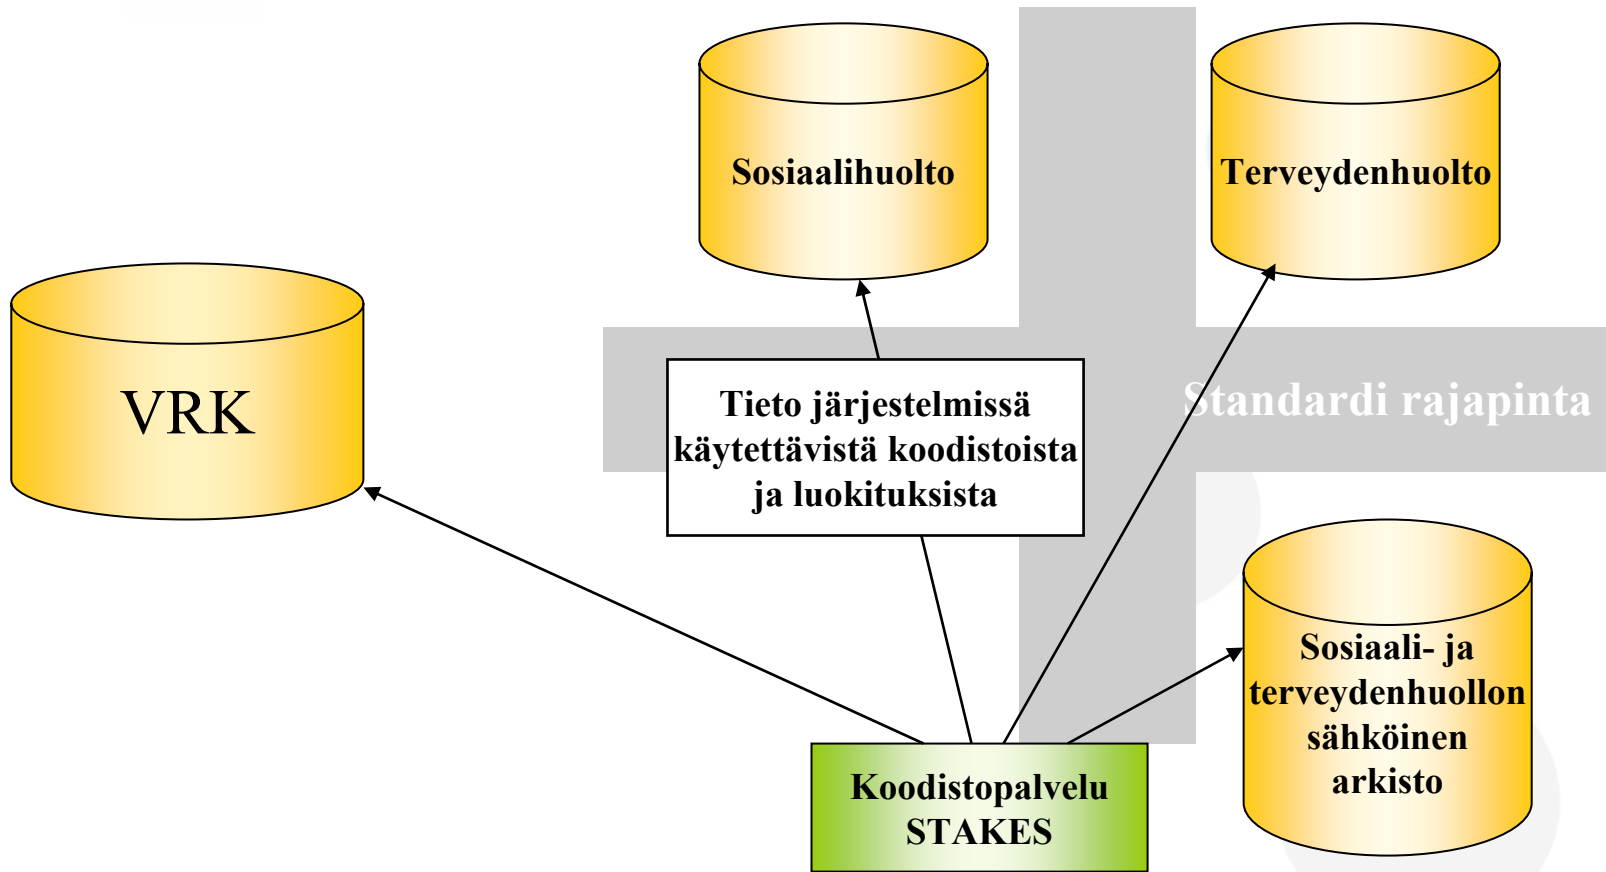 Sosiaalihuolto
Terveydenhuolto
VRK
Tieto järjestelmissä
käytettävistä koodistoista
ja luokituksista
Standardi rajapinta
Sosiaali- ja
terveydenhuollon
sähköinen
arkisto
Koodistopalvelu
STAKES